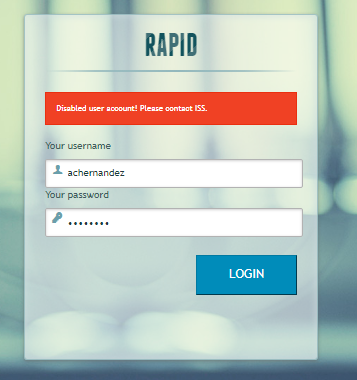 RAPID
Disabled user account! Please contact ISS.
Your username
achernandez
Your password
••••••••
LOGIN